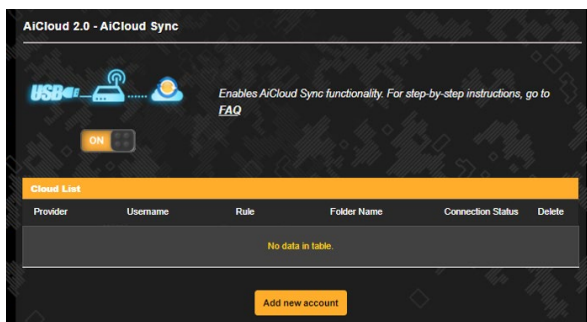 AiCloud 2.0 - AiCloud Sync
USB
Enables AiCloud Sync functionality. For step-by-step instructions, go to
FAQ
ON
Cloud List
Provider Username Rule Folder Name Connection Status Delete
No data in table.
Add new account